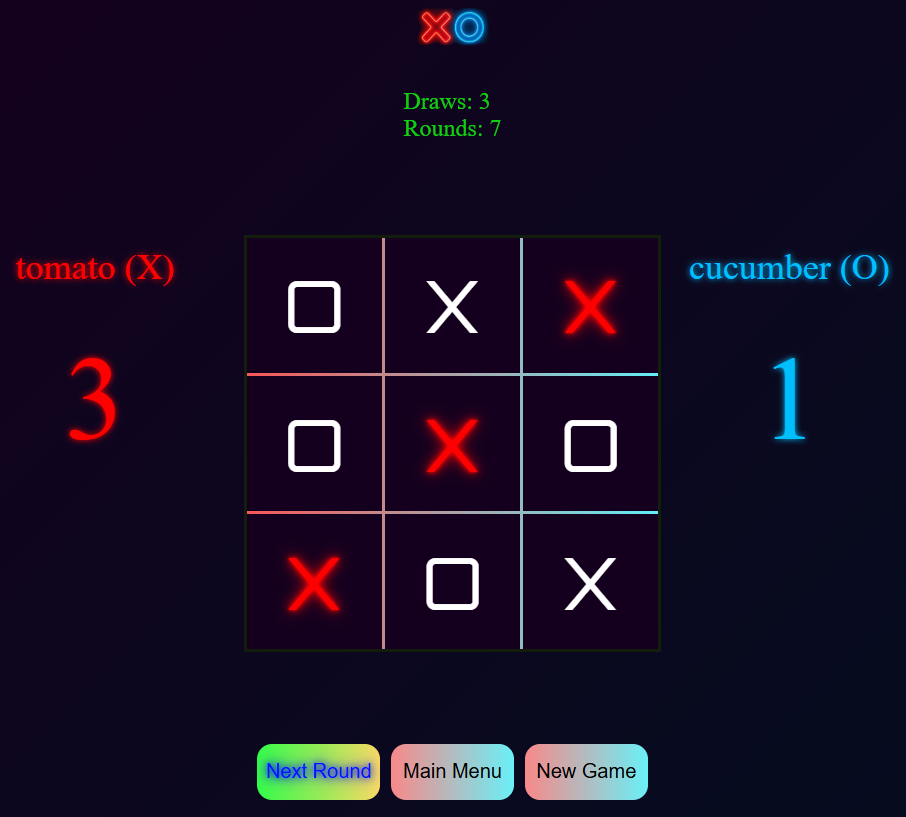 XO
Draws: 3
Rounds: 7
tomato (X)
3
cucumber (O)
1
O X X
O X O
X O X
Next Round
Main Menu
New Game